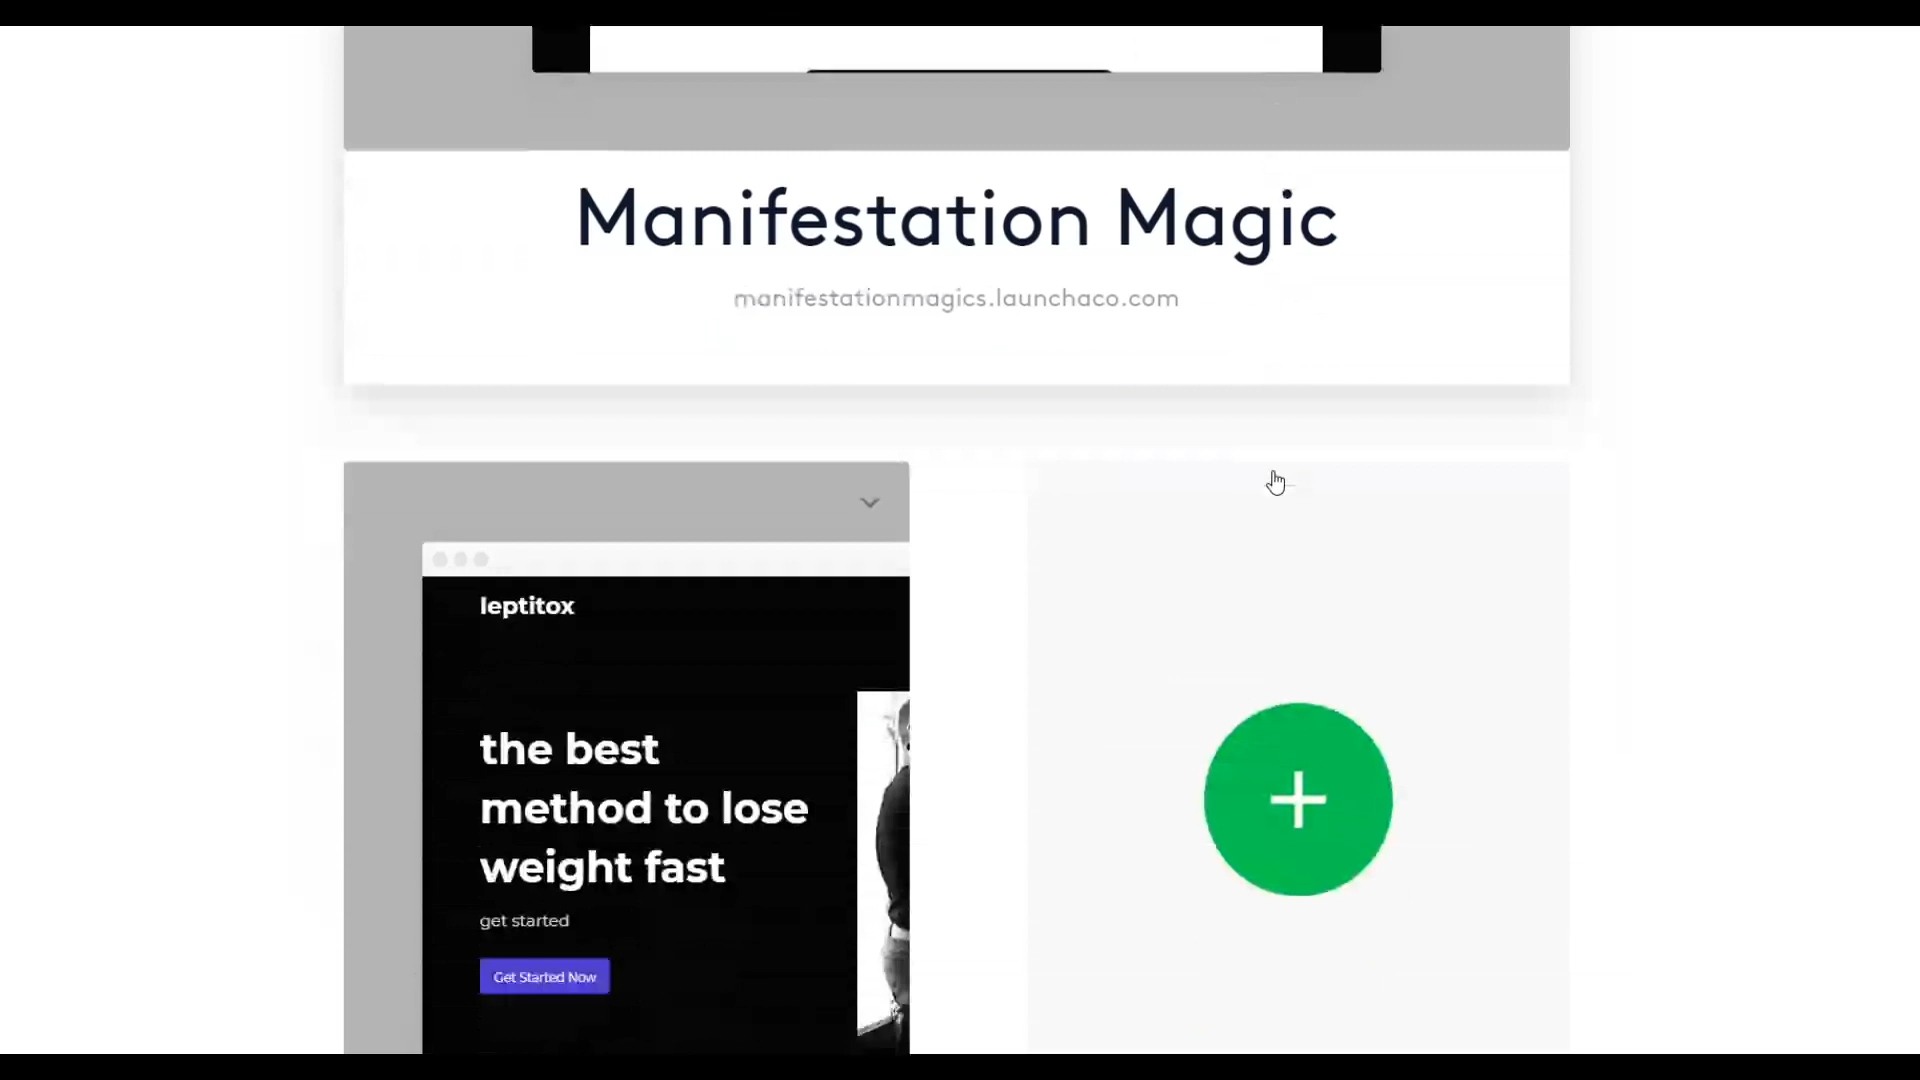 Manifestation Magic
manifestationmagics.launchaco.com
leptitox
the best
method to lose
weight fast
get started
Get Started Now